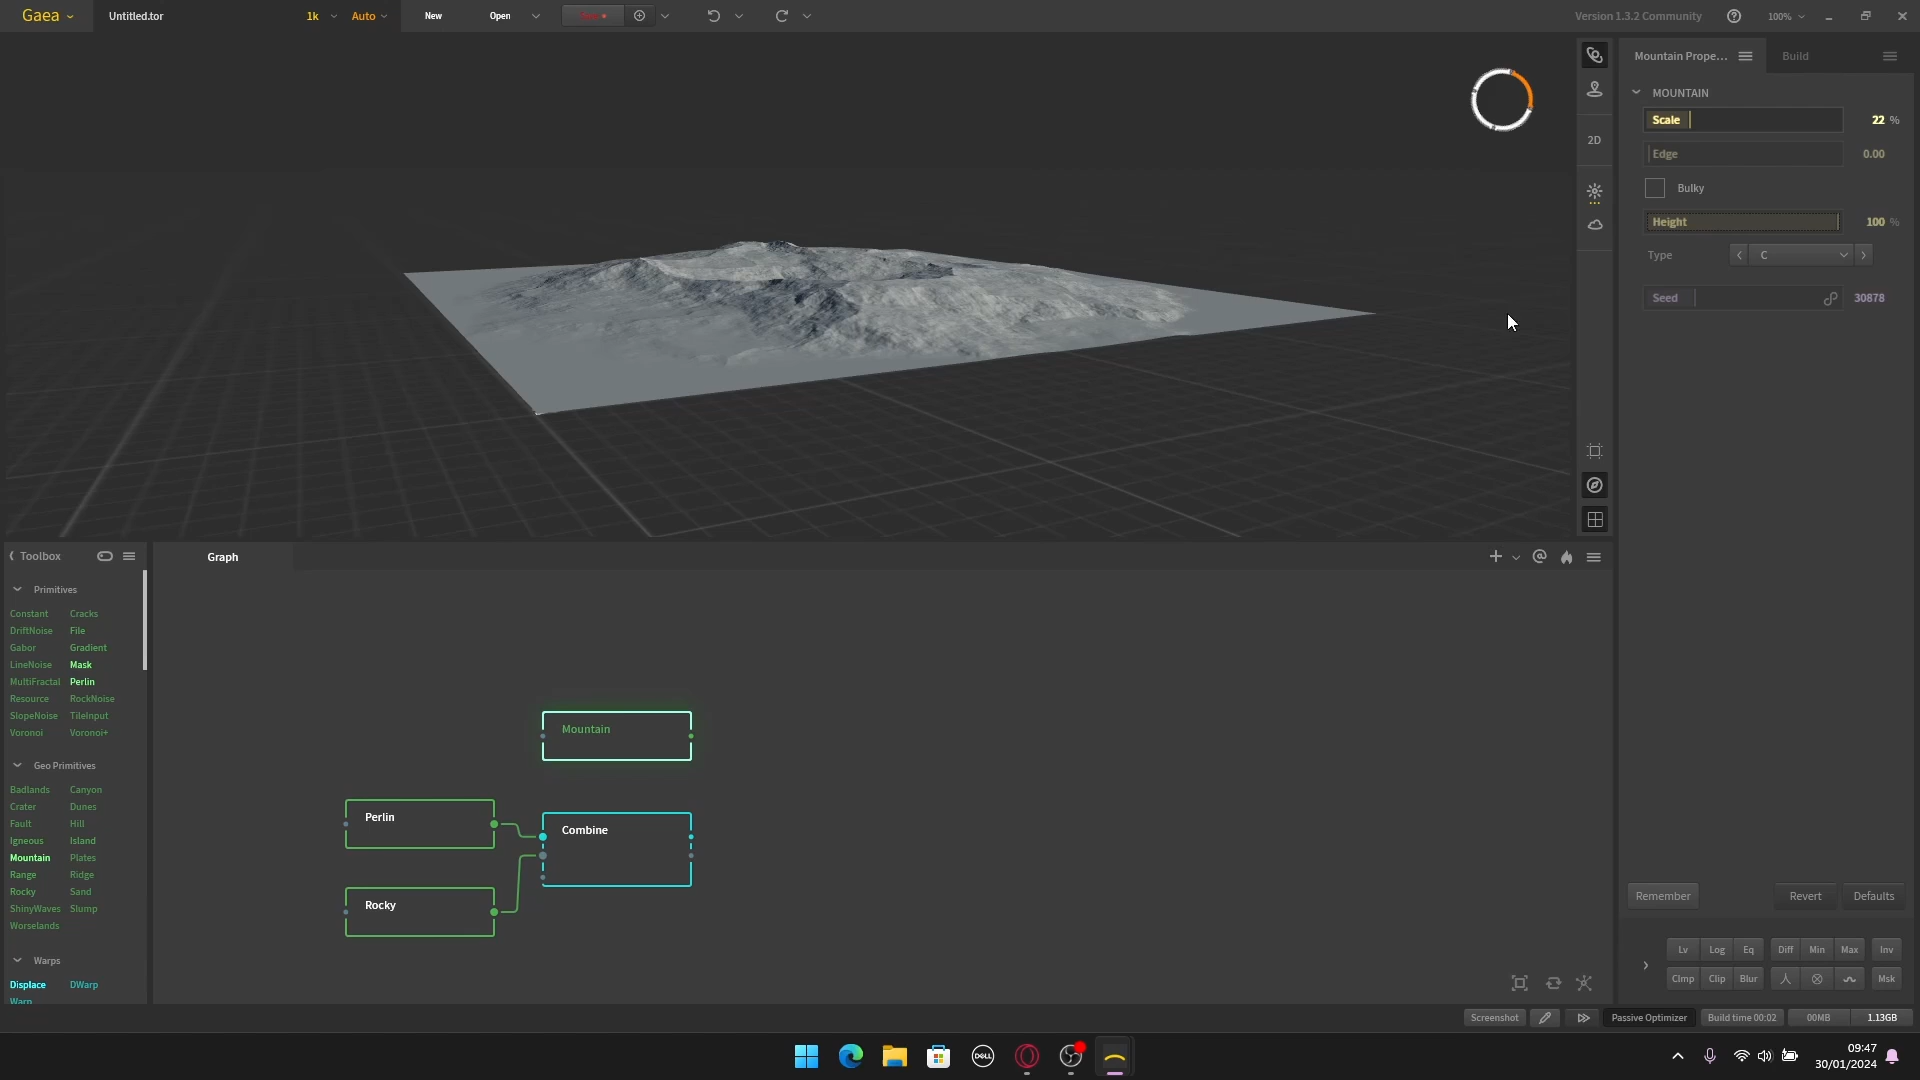 Gaea
Untitled.tor
1k
Auto
New
Open
Version 1.3.2 Community
100%
Mountain Prope...
Build
MOUNTAIN
Scale
22 %
Edge
0.00
2D
Bulky
Height
100 %
Type
C
Seed
30878
Toolbox
Graph
Primitives
Constant Cracks
DriftNoise File
Gabor Gradient
LineNoise Mask
MultiFractal Perlin
Resource RockNoise
SlopeNoise TileInput
Voronoi Voronoi+
Geo Primitives
Badlands Canyon
Crater Dunes
Fault Hill
Igneous Island
Mountain Plates
Range Ridge
Rocky Sand
ShinyWaves Slump
Worselands
Warps
Displace DWarp
Warp
Mountain
Perlin
Combine
Rocky
Remember
Revert
Defaults
Lv Log Eq Diff Min Max Inv
Clmp Clip Blur Msk
Screenshot
Passive Optimizer
Build time 00:02
00MB
1.13GB
DELL
09:47
30/01/2024